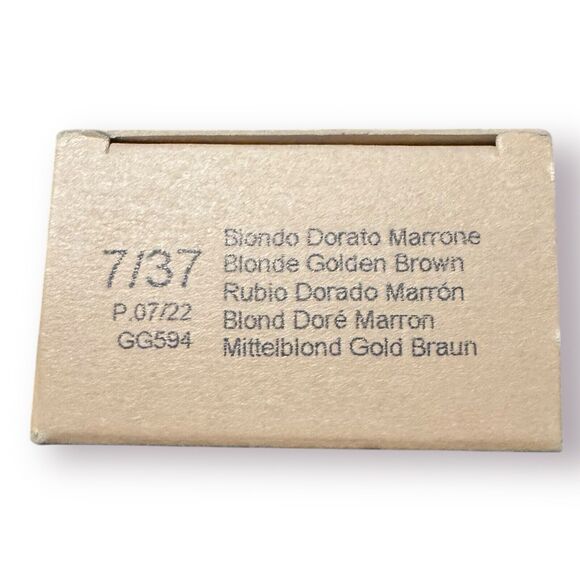 7/37
P.07/22
GG594
Biondo Dorato Marrone
Blonde Golden Brown
Rubio Dorado Marrón
Blond Doré Marron
Mittelblond Gold Braun